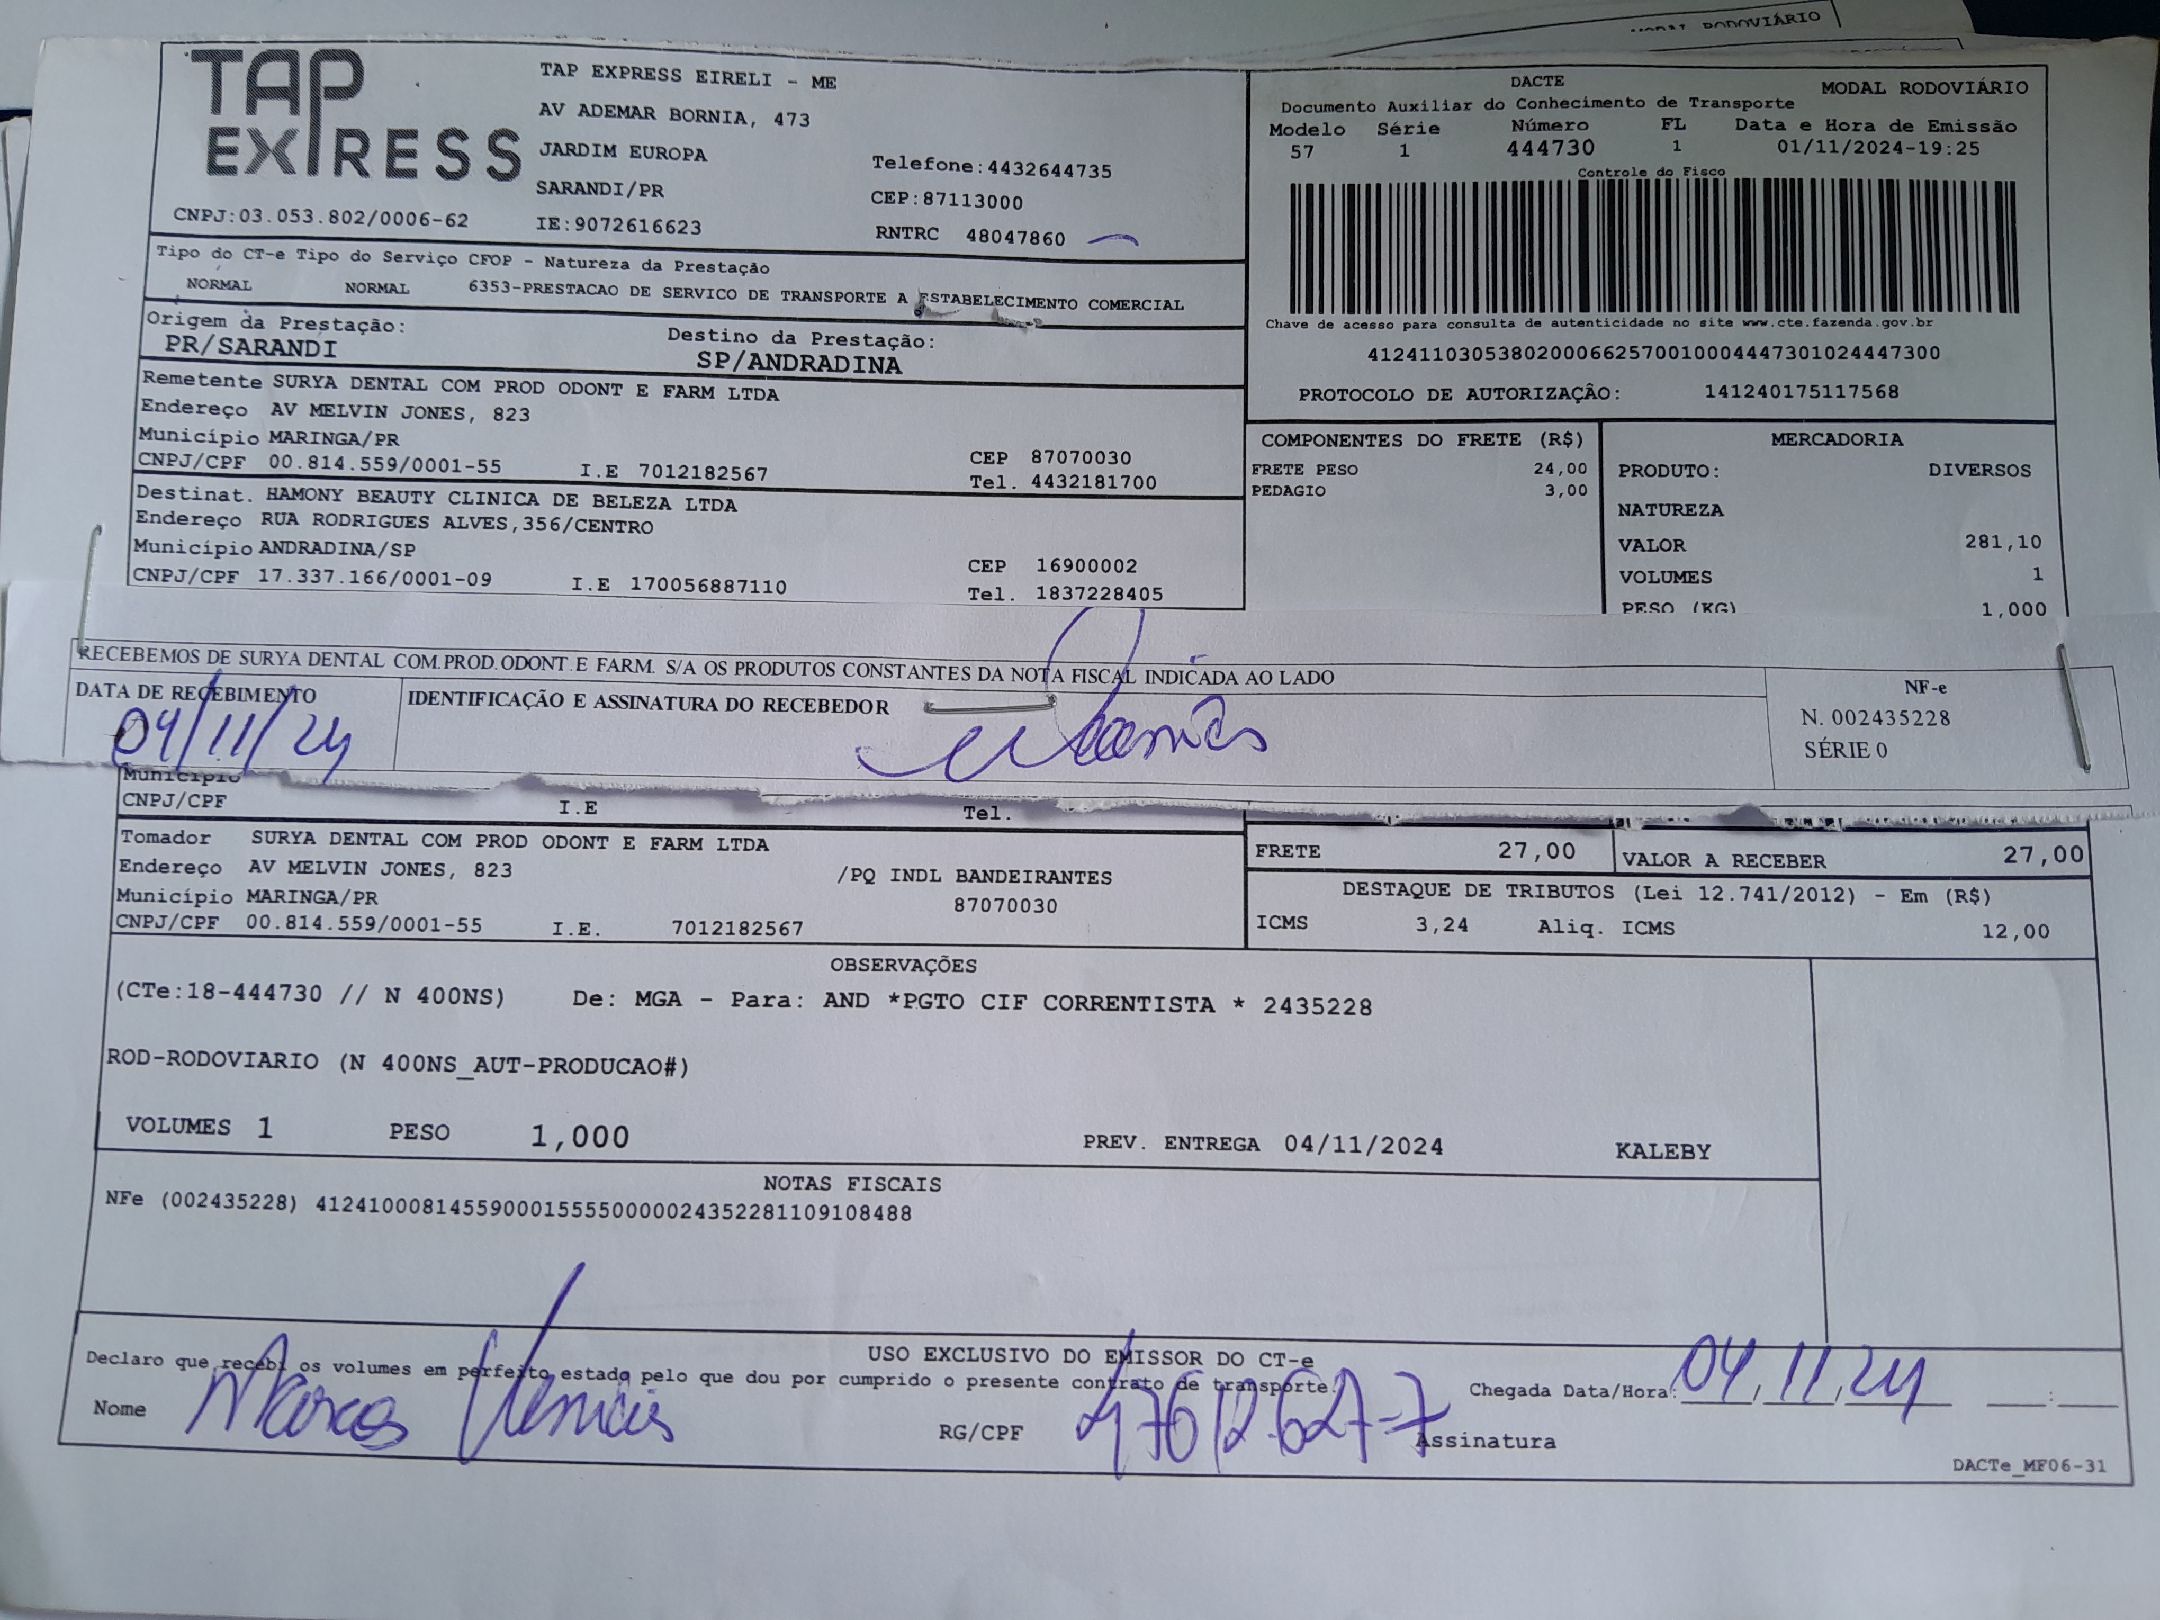 MODAL RODOVIÁRIO
TAP EXPRESS
TAP EXPRESS EIRELI - ME
AV ADEMAR BORNIA, 473
JARDIM EUROPA
Telefone:4432644735
SARANDI/PR
CEP:87113000
CNPJ:03.053.802/0006-62
IE:9072616623
RNTRC 48047860
DACTE
MODAL RODOVIÁRIO
Documento Auxiliar do Conhecimento de Transporte
Modelo Série Número FL Data e Hora de Emissão
57 1 444730 1 01/11/2024-19:25
Controle do Fisco
Chave de acesso para consulta de autenticidade no site www.cte.fazenda.gov.br
41241103053802000662570010004447301024447300
PROTOCOLO DE AUTORIZAÇÃO: 141240175117568
Tipo do CT-e Tipo do Serviço CFOP - Natureza da Prestação
NORMAL NORMAL 6353-PRESTACAO DE SERVICO DE TRANSPORTE A ESTABELECIMENTO COMERCIAL
Origem da Prestação: Destino da Prestação:
PR/SARANDI SP/ANDRADINA
Remetente SURYA DENTAL COM PROD ODONT E FARM LTDA
Endereço AV MELVIN JONES, 823
Município MARINGA/PR CEP 87070030
CNPJ/CPF 00.814.559/0001-55 I.E 7012182567 Tel. 4432181700
Destinat. HAMONY BEAUTY CLINICA DE BELEZA LTDA
Endereço RUA RODRIGUES ALVES,356/CENTRO
Município ANDRADINA/SP CEP 16900002
CNPJ/CPF 17.337.166/0001-09 I.E 170056887110 Tel. 1837228405
COMPONENTES DO FRETE (R$)
FRETE PESO 24,00
PEDAGIO 3,00
MERCADORIA
PRODUTO: DIVERSOS
NATUREZA
VALOR 281,10
VOLUMES 1
PESO (KG) 1,000
RECEBEMOS DE SURYA DENTAL COM.PROD.ODONT.E FARM. S/A OS PRODUTOS CONSTANTES DA NOTA FISCAL INDICADA AO LADO
DATA DE RECEBIMENTO IDENTIFICAÇÃO E ASSINATURA DO RECEBEDOR
04/11/24
NF-e
N. 002435228
SÉRIE 0
Município
CNPJ/CPF I.E Tel.
Tomador SURYA DENTAL COM PROD ODONT E FARM LTDA
Endereço AV MELVIN JONES, 823 /PQ INDL BANDEIRANTES
Município MARINGA/PR 87070030
CNPJ/CPF 00.814.559/0001-55 I.E. 7012182567
FRETE 27,00 VALOR A RECEBER 27,00
DESTAQUE DE TRIBUTOS (Lei 12.741/2012) - Em (R$)
ICMS 3,24 Aliq. ICMS 12,00
OBSERVAÇÕES
(CTe:18-444730 // N 400NS) De: MGA - Para: AND *PGTO CIF CORRENTISTA * 2435228
ROD-RODOVIARIO (N 400NS_AUT-PRODUCAO#)
VOLUMES 1 PESO 1,000 PREV. ENTREGA 04/11/2024 KALEBY
NOTAS FISCAIS
NFe (002435228) 41241000814559000155550000024352281109108488
USO EXCLUSIVO DO EMISSOR DO CT-e
Declaro que recebi os volumes em perfeito estado pelo que dou por cumprido o presente contrato de transporte.
Chegada Data/Hora: 04/11/24 :
Nome Marcos RG/CPF Assinatura
DACTe_MF06-31